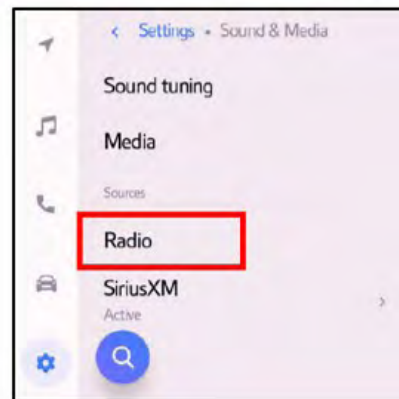 < Settings • Sound & Media
Sound tuning
Media
Sources
Radio
SiriusXM
Active